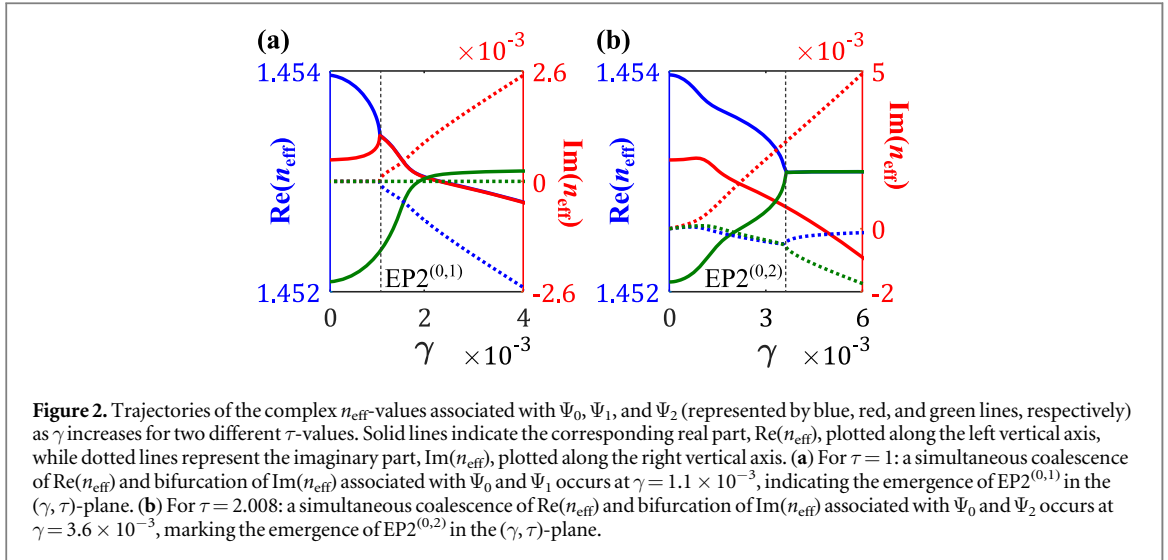 (a)
×10⁻³
(b)
×10⁻³
1.454
2.6
1.454
5
Re(n_eff)
Im(n_eff)
Re(n_eff)
Im(n_eff)
0
0
EP2⁽⁰,¹⁾
EP2⁽⁰,²⁾
1.452
-2.6
1.452
-2
0
2
4
0
3
6
γ ×10⁻³
γ ×10⁻³
Figure 2. Trajectories of the complex n_eff-values associated with Ψ₀, Ψ₁, and Ψ₂ (represented by blue, red, and green lines, respectively)
as γ increases for two different τ-values. Solid lines indicate the corresponding real part, Re(n_eff), plotted along the left vertical axis,
while dotted lines represent the imaginary part, Im(n_eff), plotted along the right vertical axis. (a) For τ = 1: a simultaneous coalescence
of Re(n_eff) and bifurcation of Im(n_eff) associated with Ψ₀ and Ψ₁ occurs at γ = 1.1 × 10⁻³, indicating the emergence of EP2⁽⁰,¹⁾ in the
(γ, τ)-plane. (b) For τ = 2.008: a simultaneous coalescence of Re(n_eff) and bifurcation of Im(n_eff) associated with Ψ₀ and Ψ₂ occurs at
γ = 3.6 × 10⁻³, marking the emergence of EP2⁽⁰,²⁾ in the (γ, τ)-plane.